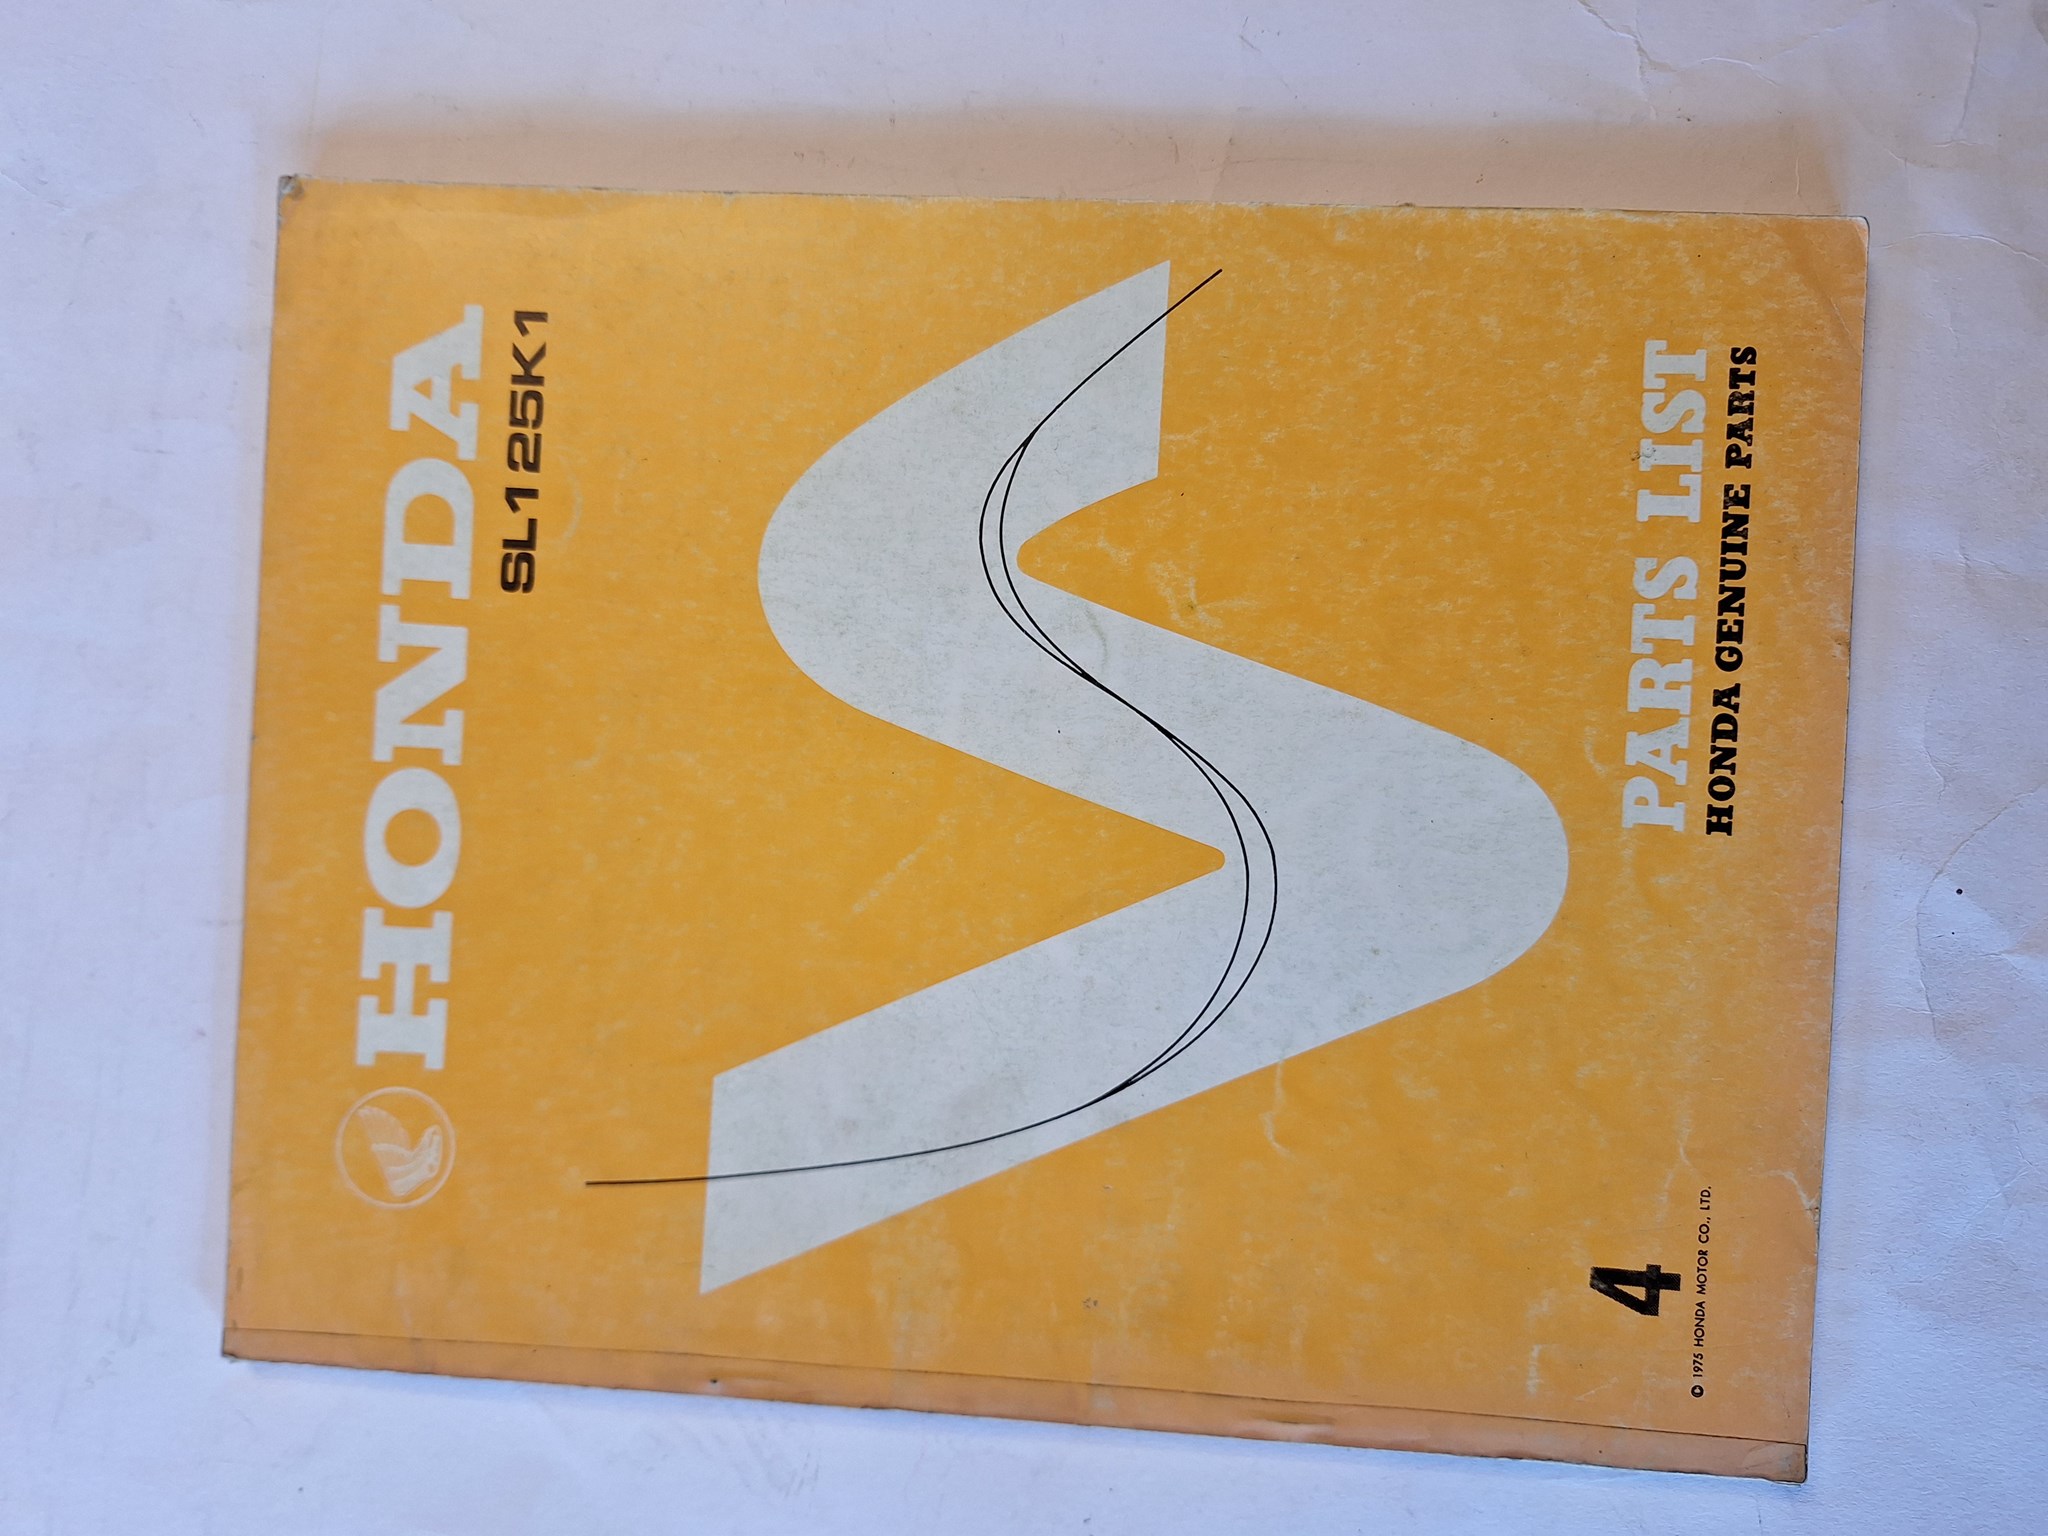 HONDA
SL125K1
PARTS LIST
HONDA GENUINE PARTS
4
© 1975 HONDA MOTOR CO., LTD.